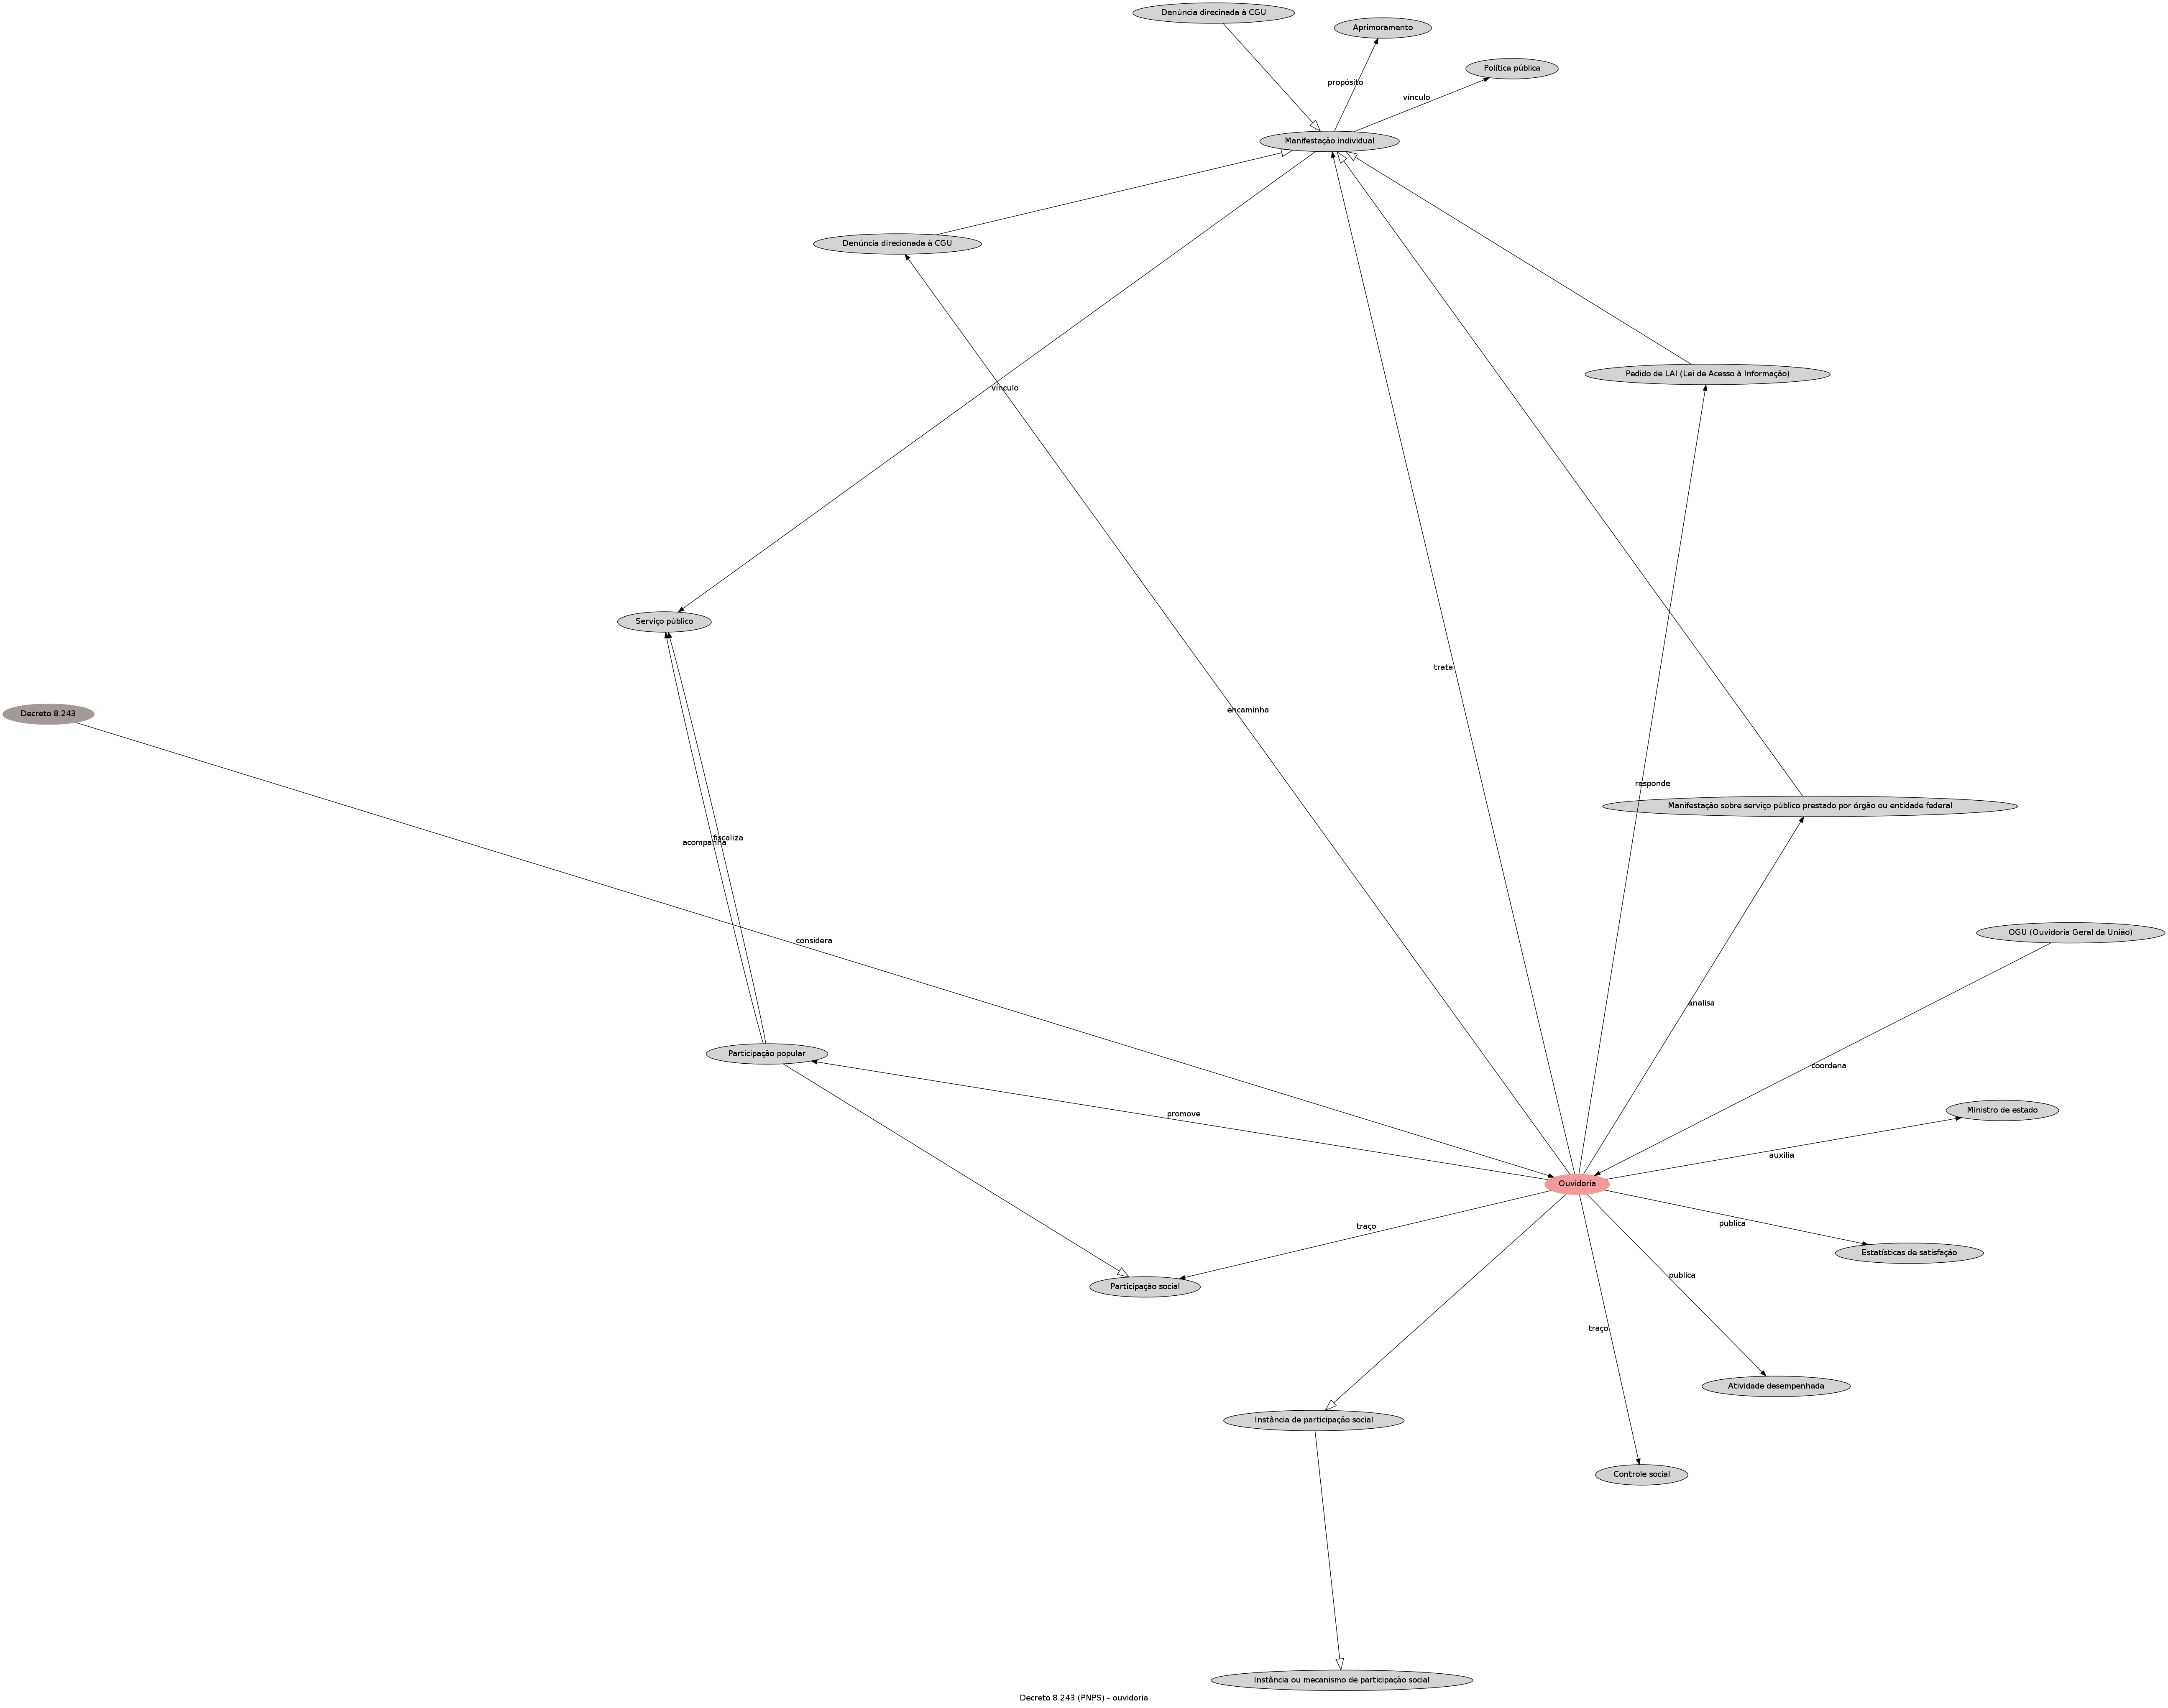 Denúncia direcinada à CGU
Aprimoramento
Política pública
propósito
vínculo
Manifestação individual
Denúncia direcionada à CGU
Pedido de LAI (Lei de Acesso à Informação)
vínculo
Serviço público
trata
encaminha
Decreto 8.243
responde
Manifestação sobre serviço público prestado por órgão ou entidade federal
fiscaliza
acompanha
OGU (Ouvidoria Geral da União)
considera
analisa
Participação popular
coordena
Ministro de estado
promove
auxilia
Ouvidoria
publica
traço
Estatísticas de satisfação
publica
Participação social
traço
Atividade desempenhada
Instância de participação social
Controle social
Instância ou mecanismo de participação social
Decreto 8.243 (PNPS) - ouvidoria